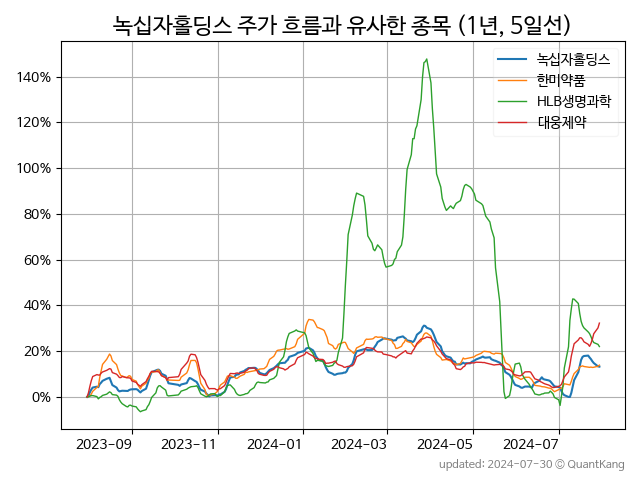 녹십자홀딩스 주가 흐름과 유사한 종목 (1년, 5일선)
녹십자홀딩스
한미약품
HLB생명과학
대웅제약
140%
120%
100%
80%
60%
40%
20%
0%
2023-09
2023-11
2024-01
2024-03
2024-05
2024-07
updated: 2024-07-30 © QuantKang